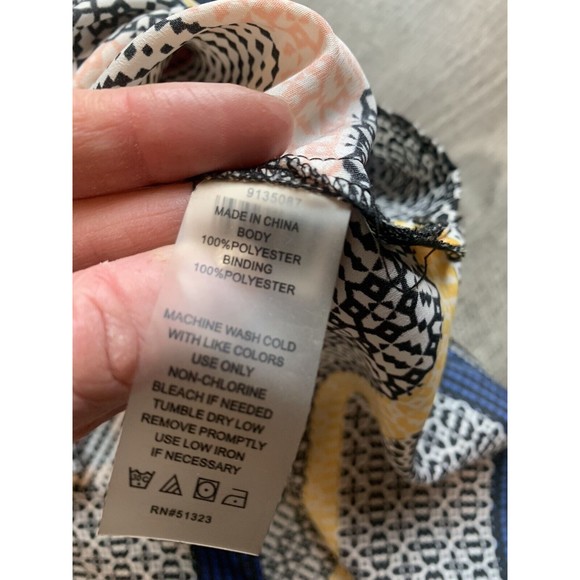 9135087
MADE IN CHINA
BODY
100%POLYESTER
BINDING
100%POLYESTER
MACHINE WASH COLD
WITH LIKE COLORS
USE ONLY
NON-CHLORINE
BLEACH IF NEEDED
TUMBLE DRY LOW
REMOVE PROMPTLY
USE LOW IRON
IF NECESSARY
RN#51323